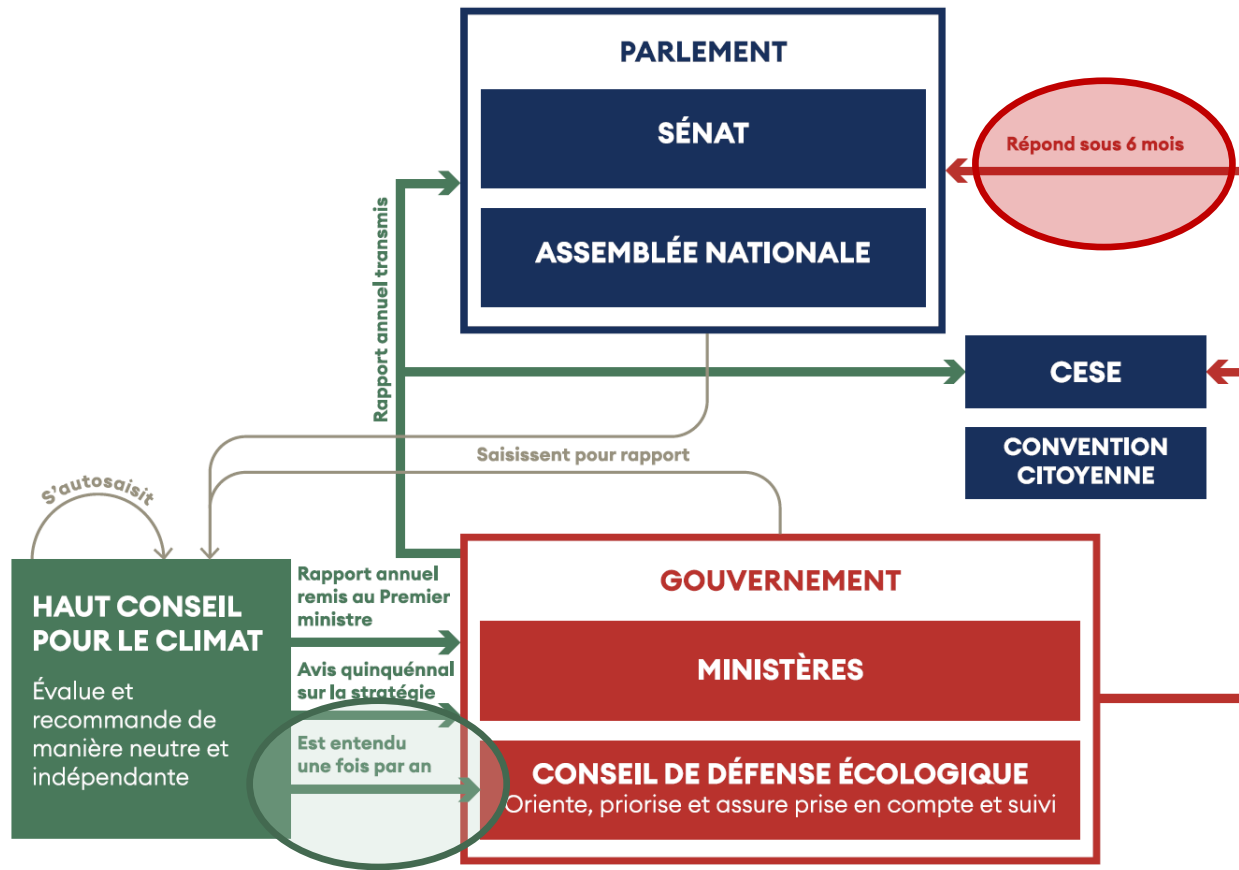 PARLEMENT
SÉNAT
ASSEMBLÉE NATIONALE
Répond sous 6 mois
Rapport annuel transmis
CESE
CONVENTION
CITOYENNE
Saisissent pour rapport
S'autosaisit
HAUT CONSEIL
POUR LE CLIMAT
Évalue et
recommande de
manière neutre et
indépendante
Rapport annuel
remis au Premier
ministre
Avis quinquénnal
sur la stratégie
Est entendu
une fois par an
GOUVERNEMENT
MINISTÈRES
CONSEIL DE DÉFENSE ÉCOLOGIQUE
Oriente, priorise et assure prise en compte et suivi